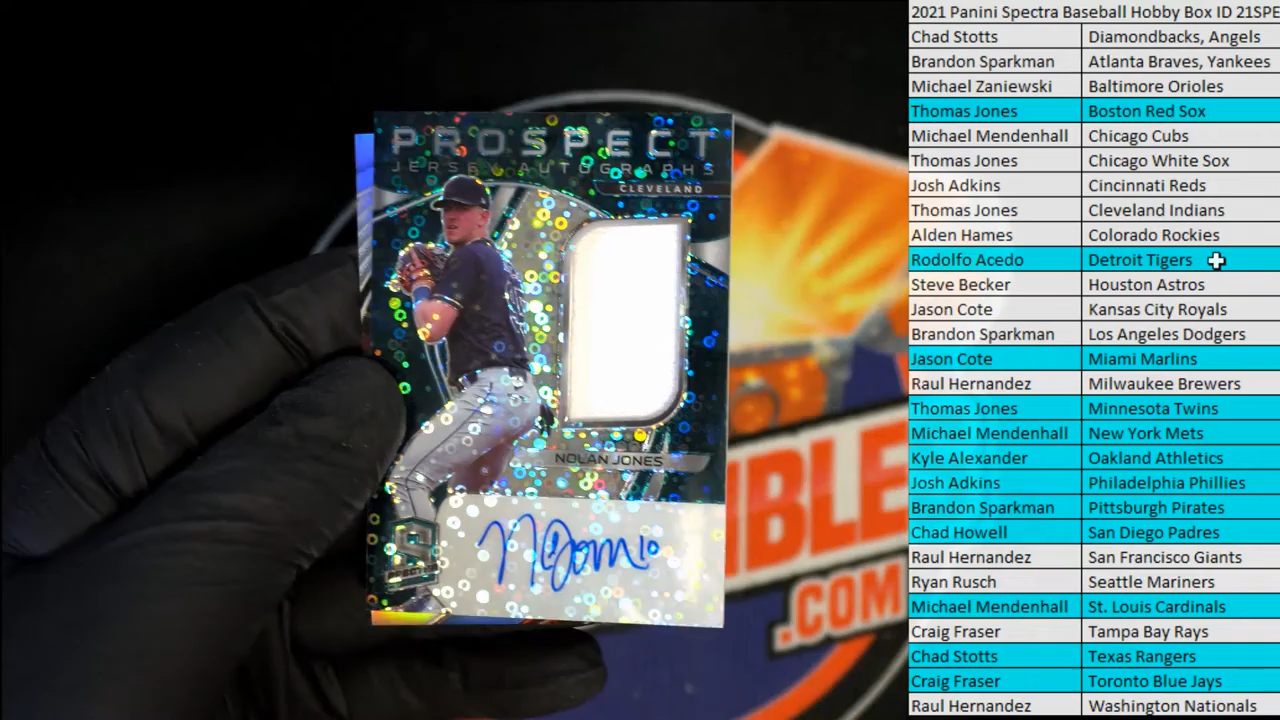 PROSPECT
JERSEY AUTOGRAPHS
CLEVELAND
NOLAN JONES
SPECTRA
IBLE
.COM
2021 Panini Spectra Baseball Hobby Box ID 21SPE
Chad Stotts Diamondbacks, Angels
Brandon Sparkman Atlanta Braves, Yankees
Michael Zaniewski Baltimore Orioles
Thomas Jones Boston Red Sox
Michael Mendenhall Chicago Cubs
Thomas Jones Chicago White Sox
Josh Adkins Cincinnati Reds
Thomas Jones Cleveland Indians
Alden Hames Colorado Rockies
Rodolfo Acedo Detroit Tigers
Steve Becker Houston Astros
Jason Cote Kansas City Royals
Brandon Sparkman Los Angeles Dodgers
Jason Cote Miami Marlins
Raul Hernandez Milwaukee Brewers
Thomas Jones Minnesota Twins
Michael Mendenhall New York Mets
Kyle Alexander Oakland Athletics
Josh Adkins Philadelphia Phillies
Brandon Sparkman Pittsburgh Pirates
Chad Howell San Diego Padres
Raul Hernandez San Francisco Giants
Ryan Rusch Seattle Mariners
Michael Mendenhall St. Louis Cardinals
Craig Fraser Tampa Bay Rays
Chad Stotts Texas Rangers
Craig Fraser Toronto Blue Jays
Raul Hernandez Washington Nationals